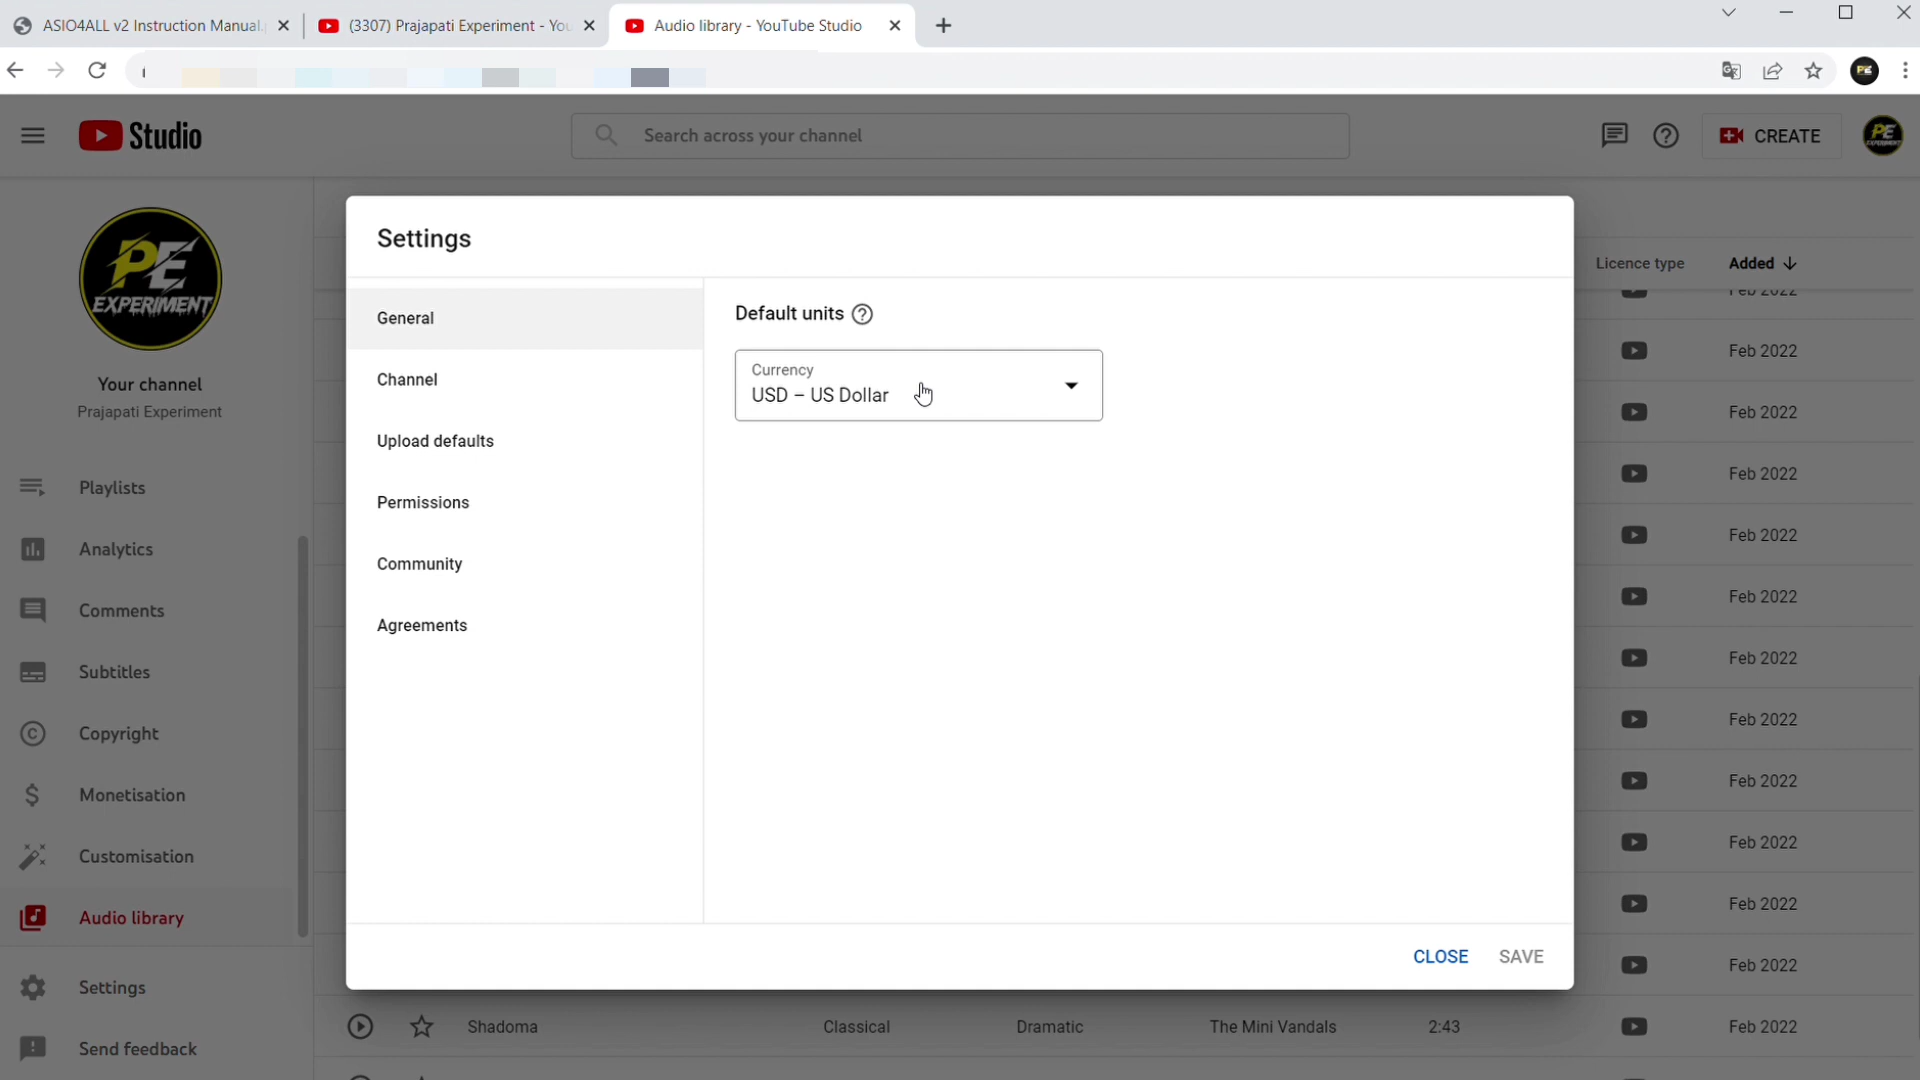 ASIO4ALL v2 Instruction Manual.
(3307) Prajapati Experiment - You
Audio library - YouTube Studio
Studio
Search across your channel
CREATE
PE
EXPERIMENT
Your channel
Prajapati Experiment
Playlists
Analytics
Comments
Subtitles
Copyright
Monetisation
Customisation
Audio library
Settings
Send feedback
Settings
General
Channel
Upload defaults
Permissions
Community
Agreements
Default units
Currency
USD – US Dollar
CLOSE SAVE
Licence type Added
Feb 2022
Feb 2022
Feb 2022
Feb 2022
Feb 2022
Feb 2022
Feb 2022
Feb 2022
Feb 2022
Feb 2022
Feb 2022
Feb 2022
Shadoma Classical Dramatic The Mini Vandals 2:43 Feb 2022